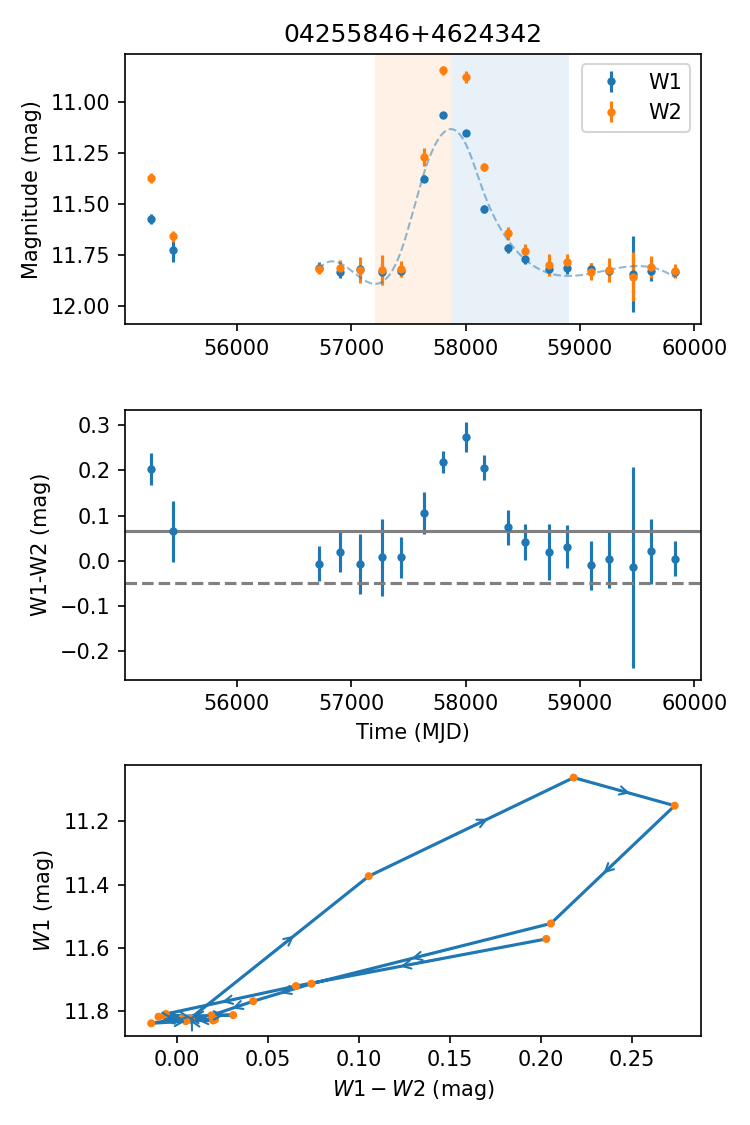 04255846+4624342
W1
W2
Magnitude (mag)
11.00
11.25
11.50
11.75
12.00
56000 57000 58000 59000 60000
W1-W2 (mag)
0.3
0.2
0.1
0.0
−0.1
−0.2
56000 57000 58000 59000 60000
Time (MJD)
W1 (mag)
11.2
11.4
11.6
11.8
0.00 0.05 0.10 0.15 0.20 0.25
W1 − W2 (mag)